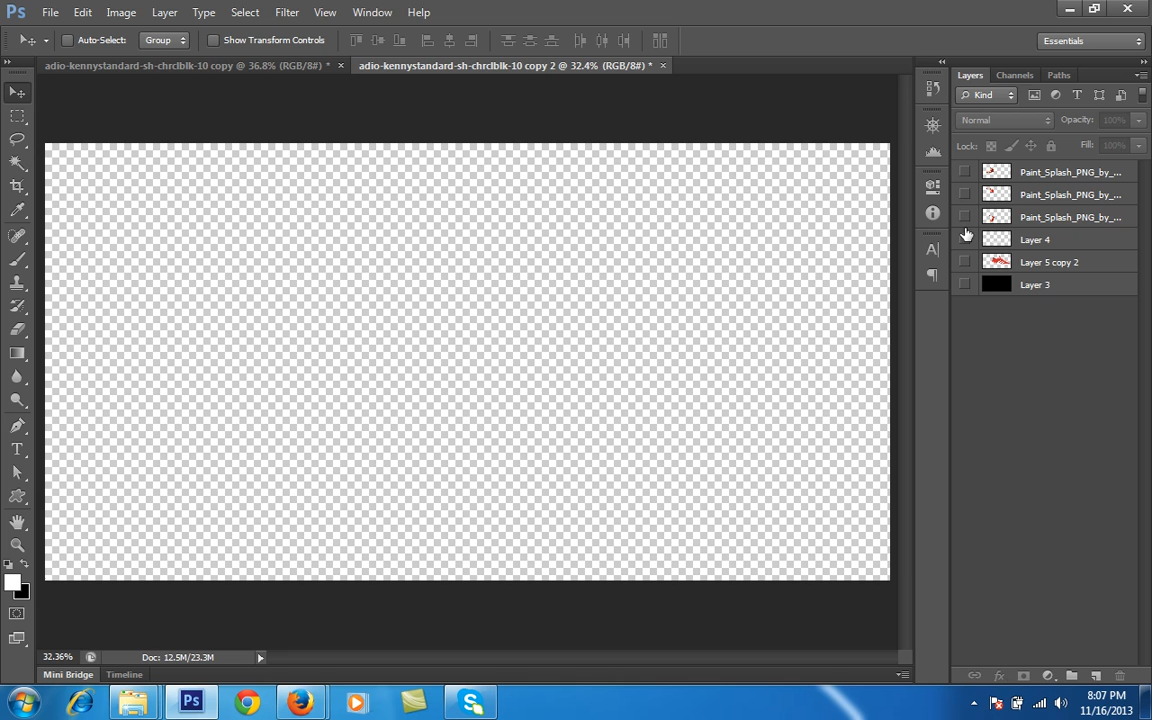 Ps File Edit Image Layer Type Select Filter View Window Help
Auto-Select: Group Show Transform Controls Essentials
adio-kennystandard-sh-chrclblk-10 copy @ 36.8% (RGB/8#) * × adio-kennystandard-sh-chrclblk-10 copy 2 @ 32.4% (RGB/8#) * ×
Layers Channels Paths
Kind
Normal Opacity: 100%
Lock: Fill: 100%
Paint_Splash_PNG_by_...
Paint_Splash_PNG_by_...
Paint_Splash_PNG_by_...
Layer 4
Layer 5 copy 2
Layer 3
32.36% Doc: 12.5M/23.3M
Mini Bridge Timeline
8:07 PM
11/16/2013